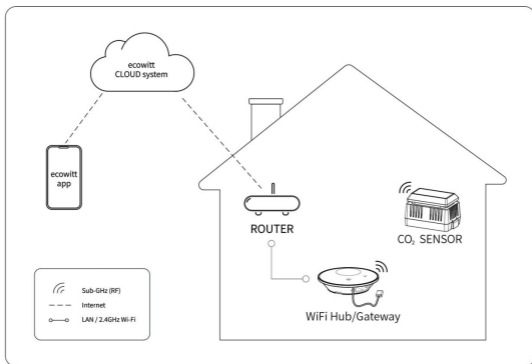 ecowitt
CLOUD system
ecowitt
app
ROUTER
CO₂ SENSOR
WiFi Hub/Gateway
Sub-GHz (RF)
Internet
LAN / 2.4GHz Wi-Fi